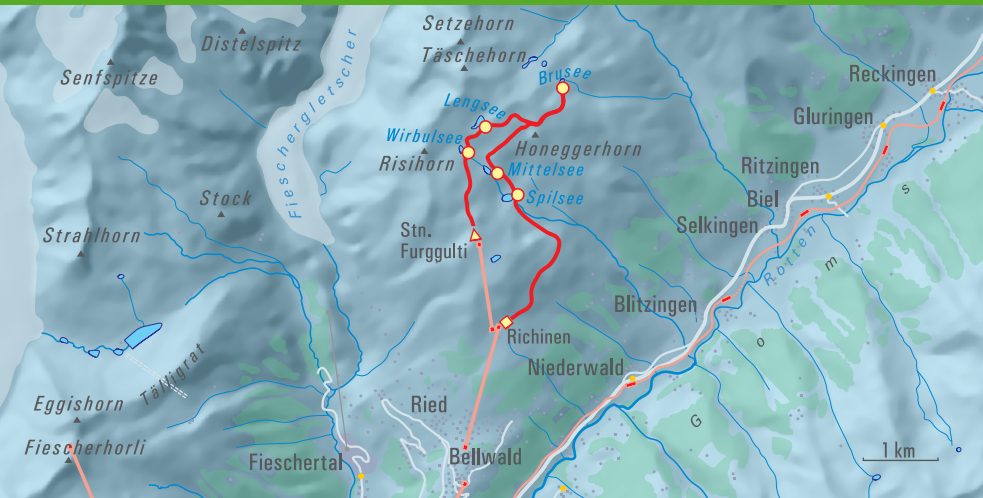 Setzehorn
Distelspitz
Täschehorn
Senfspitze
Brusee
Reckingen
Lengsee
Gluringen
Fieschergletscher
Wirbulsee
Honeggerhorn
Risihorn
Mittelsee
Ritzingen
Stock
Spilsee
Biel
Stn.
Furggulti
Selkingen
Strahlhorn
Rotten
Blitzingen
Richinen
Tälligrat
Niederwald
Goms
Eggishorn
Ried
Fiescherhorli
Fieschertal
Bellwald
1 km